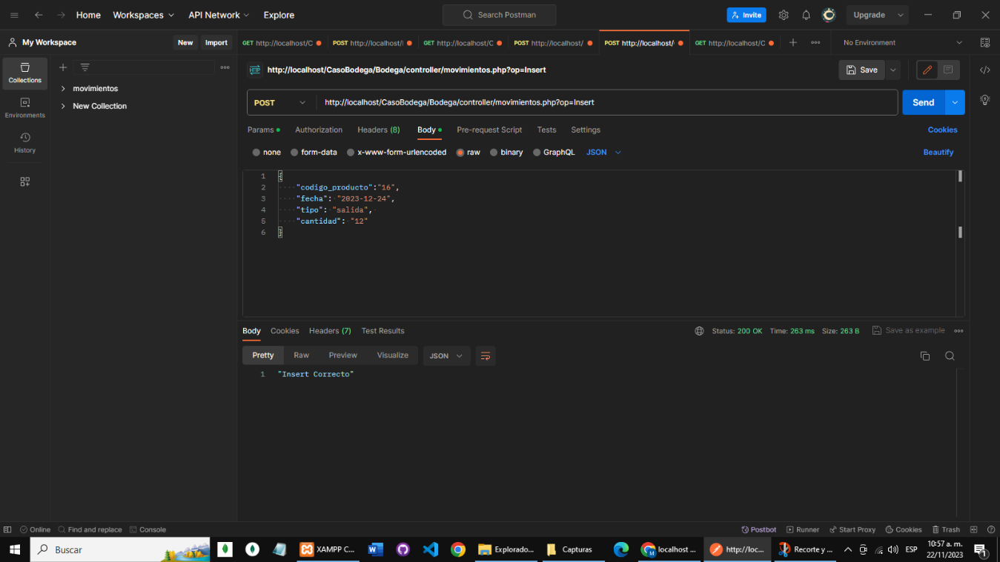 Home Workspaces API Network Explore Search Postman Invite Upgrade
My Workspace New Import GET http://localhost/C POST http://localhost/ GET http://localhost/C POST http://localhost/ POST http://localhost/ GET http://localhost/C No Environment
Collections
Environments
History
movimientos
New Collection
HTTP http://localhost/CasoBodega/Bodega/controller/movimientos.php?op=Insert Save
POST http://localhost/CasoBodega/Bodega/controller/movimientos.php?op=Insert Send
Params Authorization Headers (8) Body Pre-request Script Tests Settings Cookies
none form-data x-www-form-urlencoded raw binary GraphQL JSON Beautify
1 {
2 "codigo_producto":"16",
3 "fecha": "2023-12-24",
4 "tipo": "salida",
5 "cantidad": "12"
6 }
Body Cookies Headers (7) Test Results Status: 200 OK Time: 263 ms Size: 263 B Save as example
Pretty Raw Preview Visualize JSON
1 "Insert Correcto"
Online Find and replace Console Postbot Runner Start Proxy Cookies Trash
Buscar XAMPP C... Explorado... Capturas localhost ... http://loc... Recorte y ... ESP 10:57 a. m.
22/11/2023 1